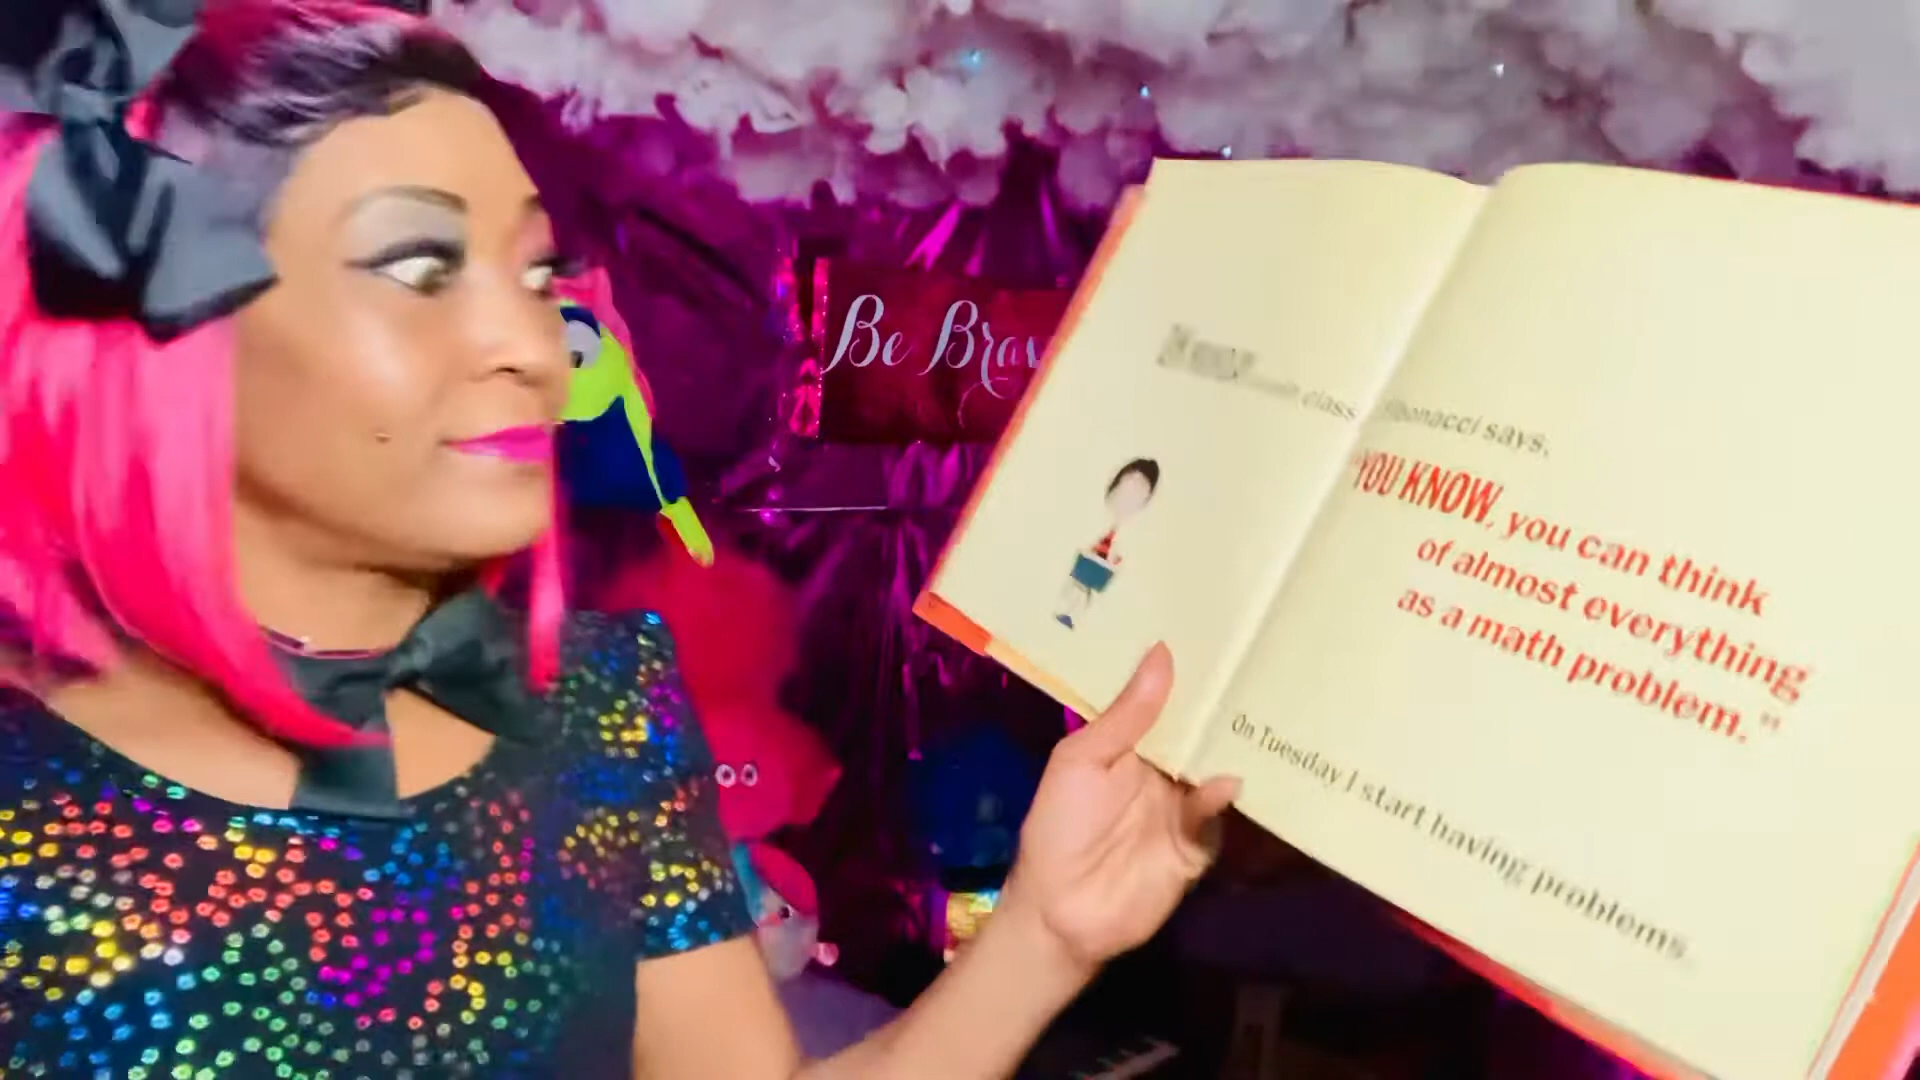 Be Brav
class
Fibonacci says,
"YOU KNOW, you can think
of almost everything
as a math problem."
On Tuesday I start having problems.